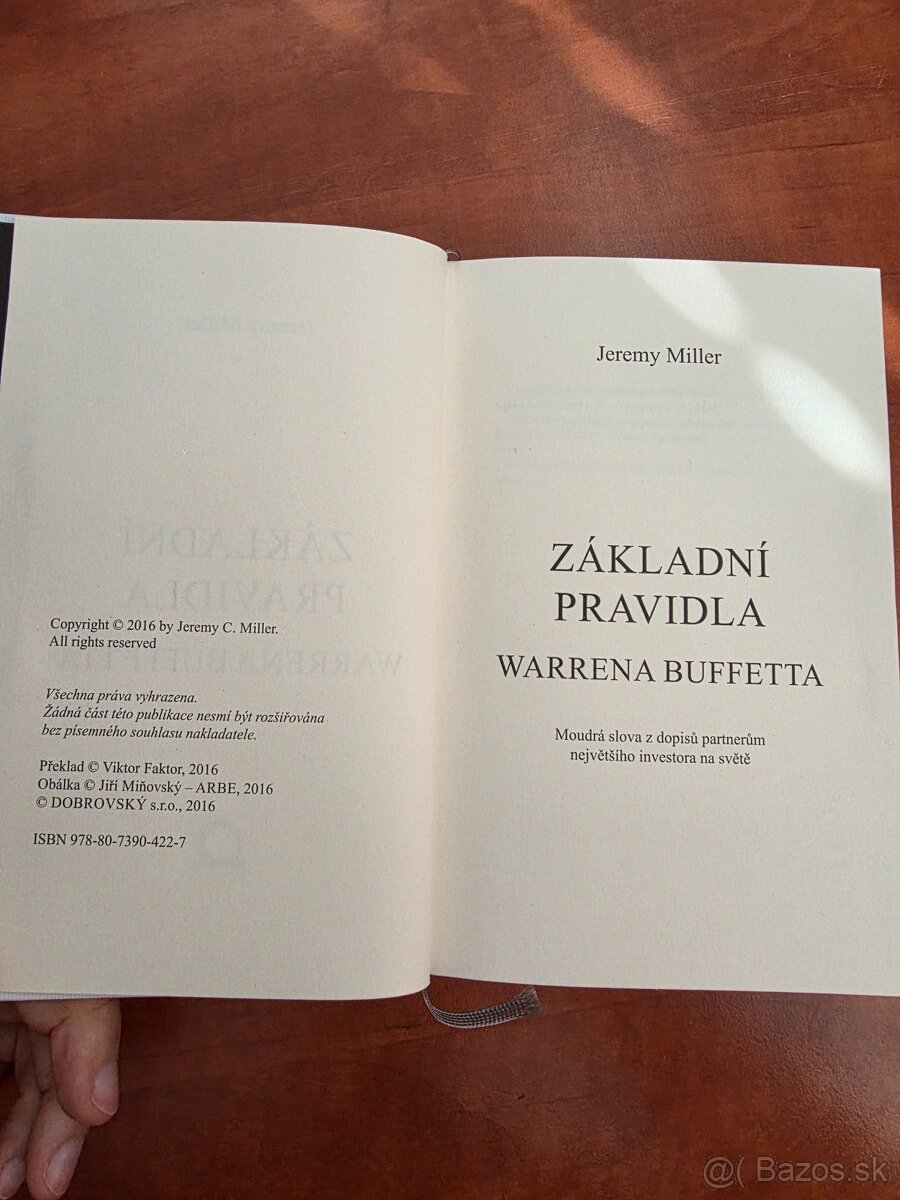 Copyright © 2016 by Jeremy C. Miller.
All rights reserved
Všechna práva vyhrazena.
Žádná část této publikace nesmí být rozšiřována
bez písemného souhlasu nakladatele.
Překlad © Viktor Faktor, 2016
Obálka © Jiří Miňovský – ARBE, 2016
© DOBROVSKÝ s.r.o., 2016
ISBN 978-80-7390-422-7
Jeremy Miller
ZÁKLADNÍ
PRAVIDLA
WARRENA BUFFETTA
Moudrá slova z dopisů partnerům
největšího investora na světě
@( Bazos.sk